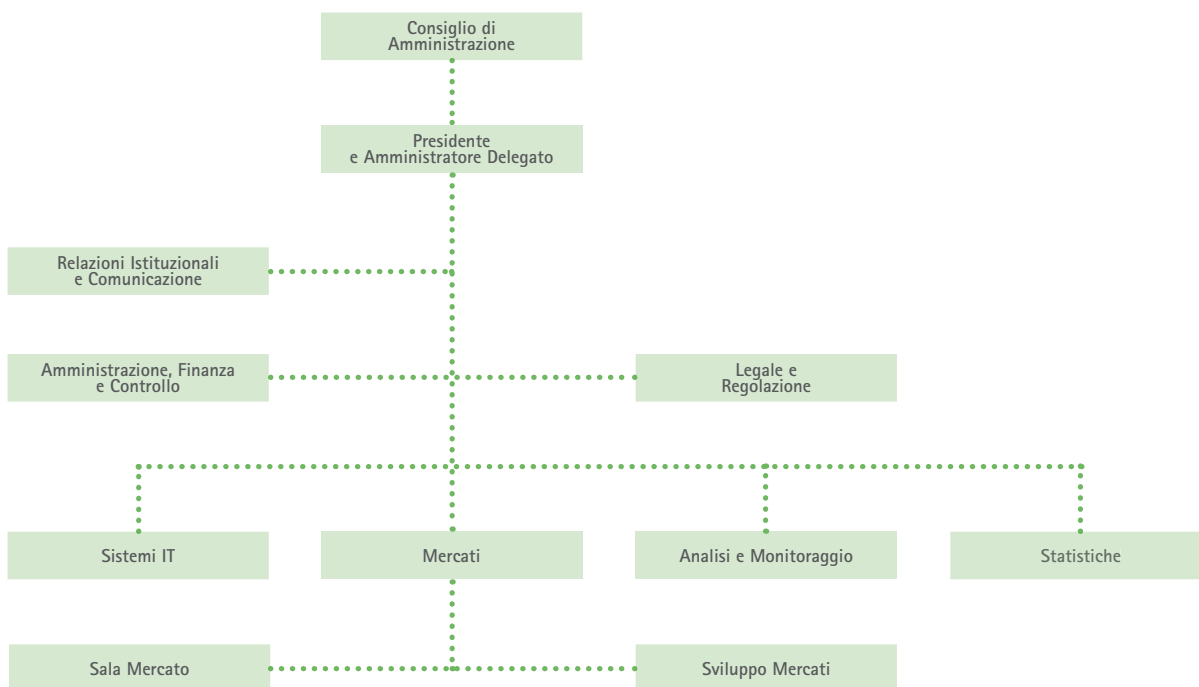 Consiglio di
Amministrazione
Presidente
e Amministratore Delegato
Relazioni Istituzionali
e Comunicazione
Amministrazione, Finanza
e Controllo
Legale e
Regolazione
Sistemi IT
Mercati
Analisi e Monitoraggio
Statistiche
Sala Mercato
Sviluppo Mercati